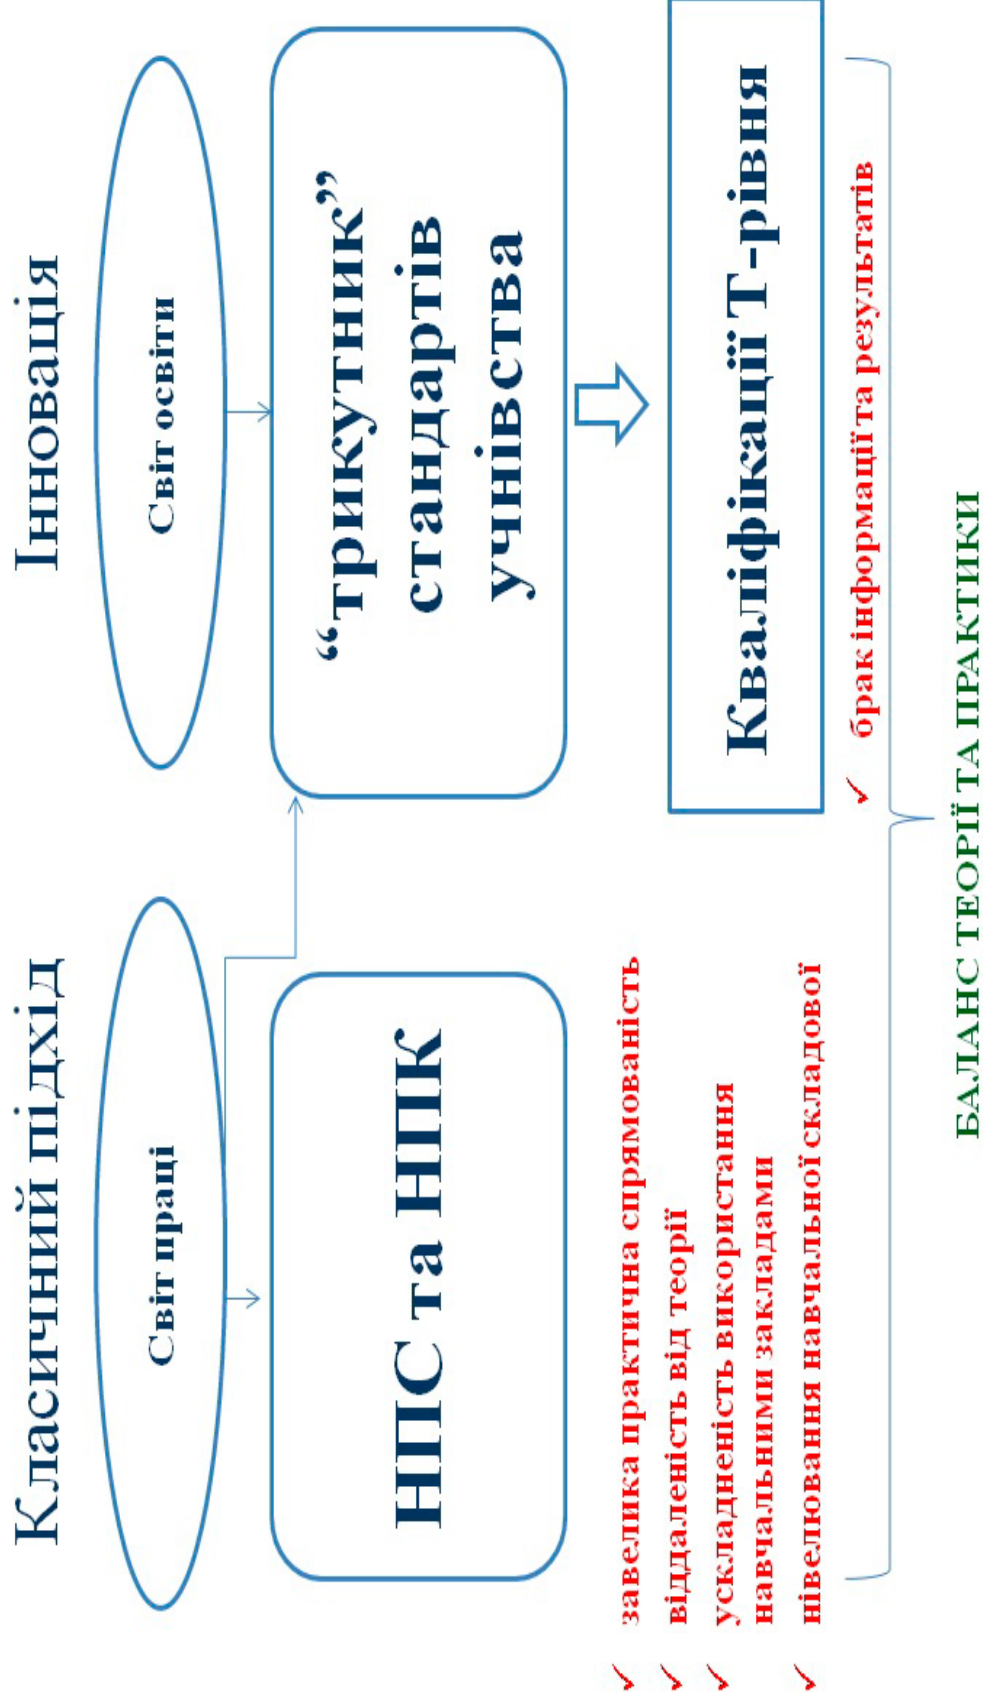 Класичний підхід
Світ праці
НПС та НПК
завелика практична спрямованість
віддаленість від теорії
ускладненість використання
навчальними закладами
нівелювання навчальної складової
Інновація
Світ освіти
“трикутник”
стандартів
учнівства
Кваліфікації Т-рівня
брак інформації та результатів
БАЛАНС ТЕОРІЇ ТА ПРАКТИКИ